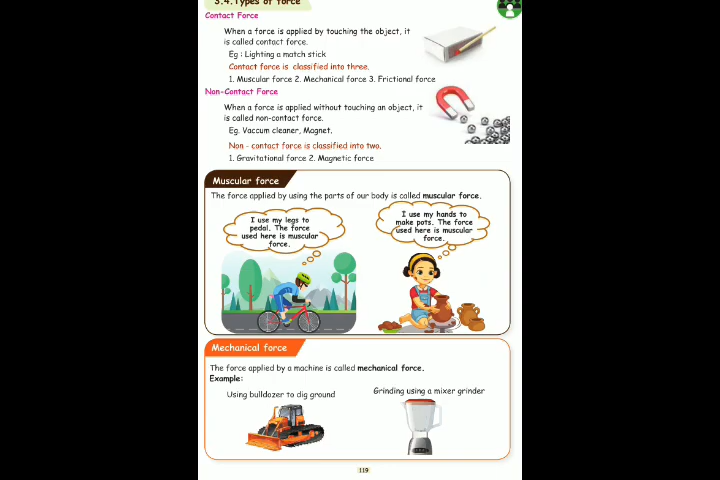 3.4.Types of force
Contact Force
When a force is applied by touching the object, it
is called contact force.
Eg : Lighting a match stick
Contact force is classified into three.
1. Muscular force 2. Mechanical force 3. Frictional force
Non-Contact Force
When a force is applied without touching an object, it
is called non-contact force.
Eg. Vaccum cleaner, Magnet.
Non - contact force is classified into two.
1. Gravitational force 2. Magnetic force
Muscular force
The force applied by using the parts of our body is called muscular force.
I use my legs to
pedal. The force
used here is muscular
force.
I use my hands to
make pots. The force
used here is muscular
force.
Mechanical force
The force applied by a machine is called mechanical force.
Example:
Using bulldozer to dig ground
Grinding using a mixer grinder
119